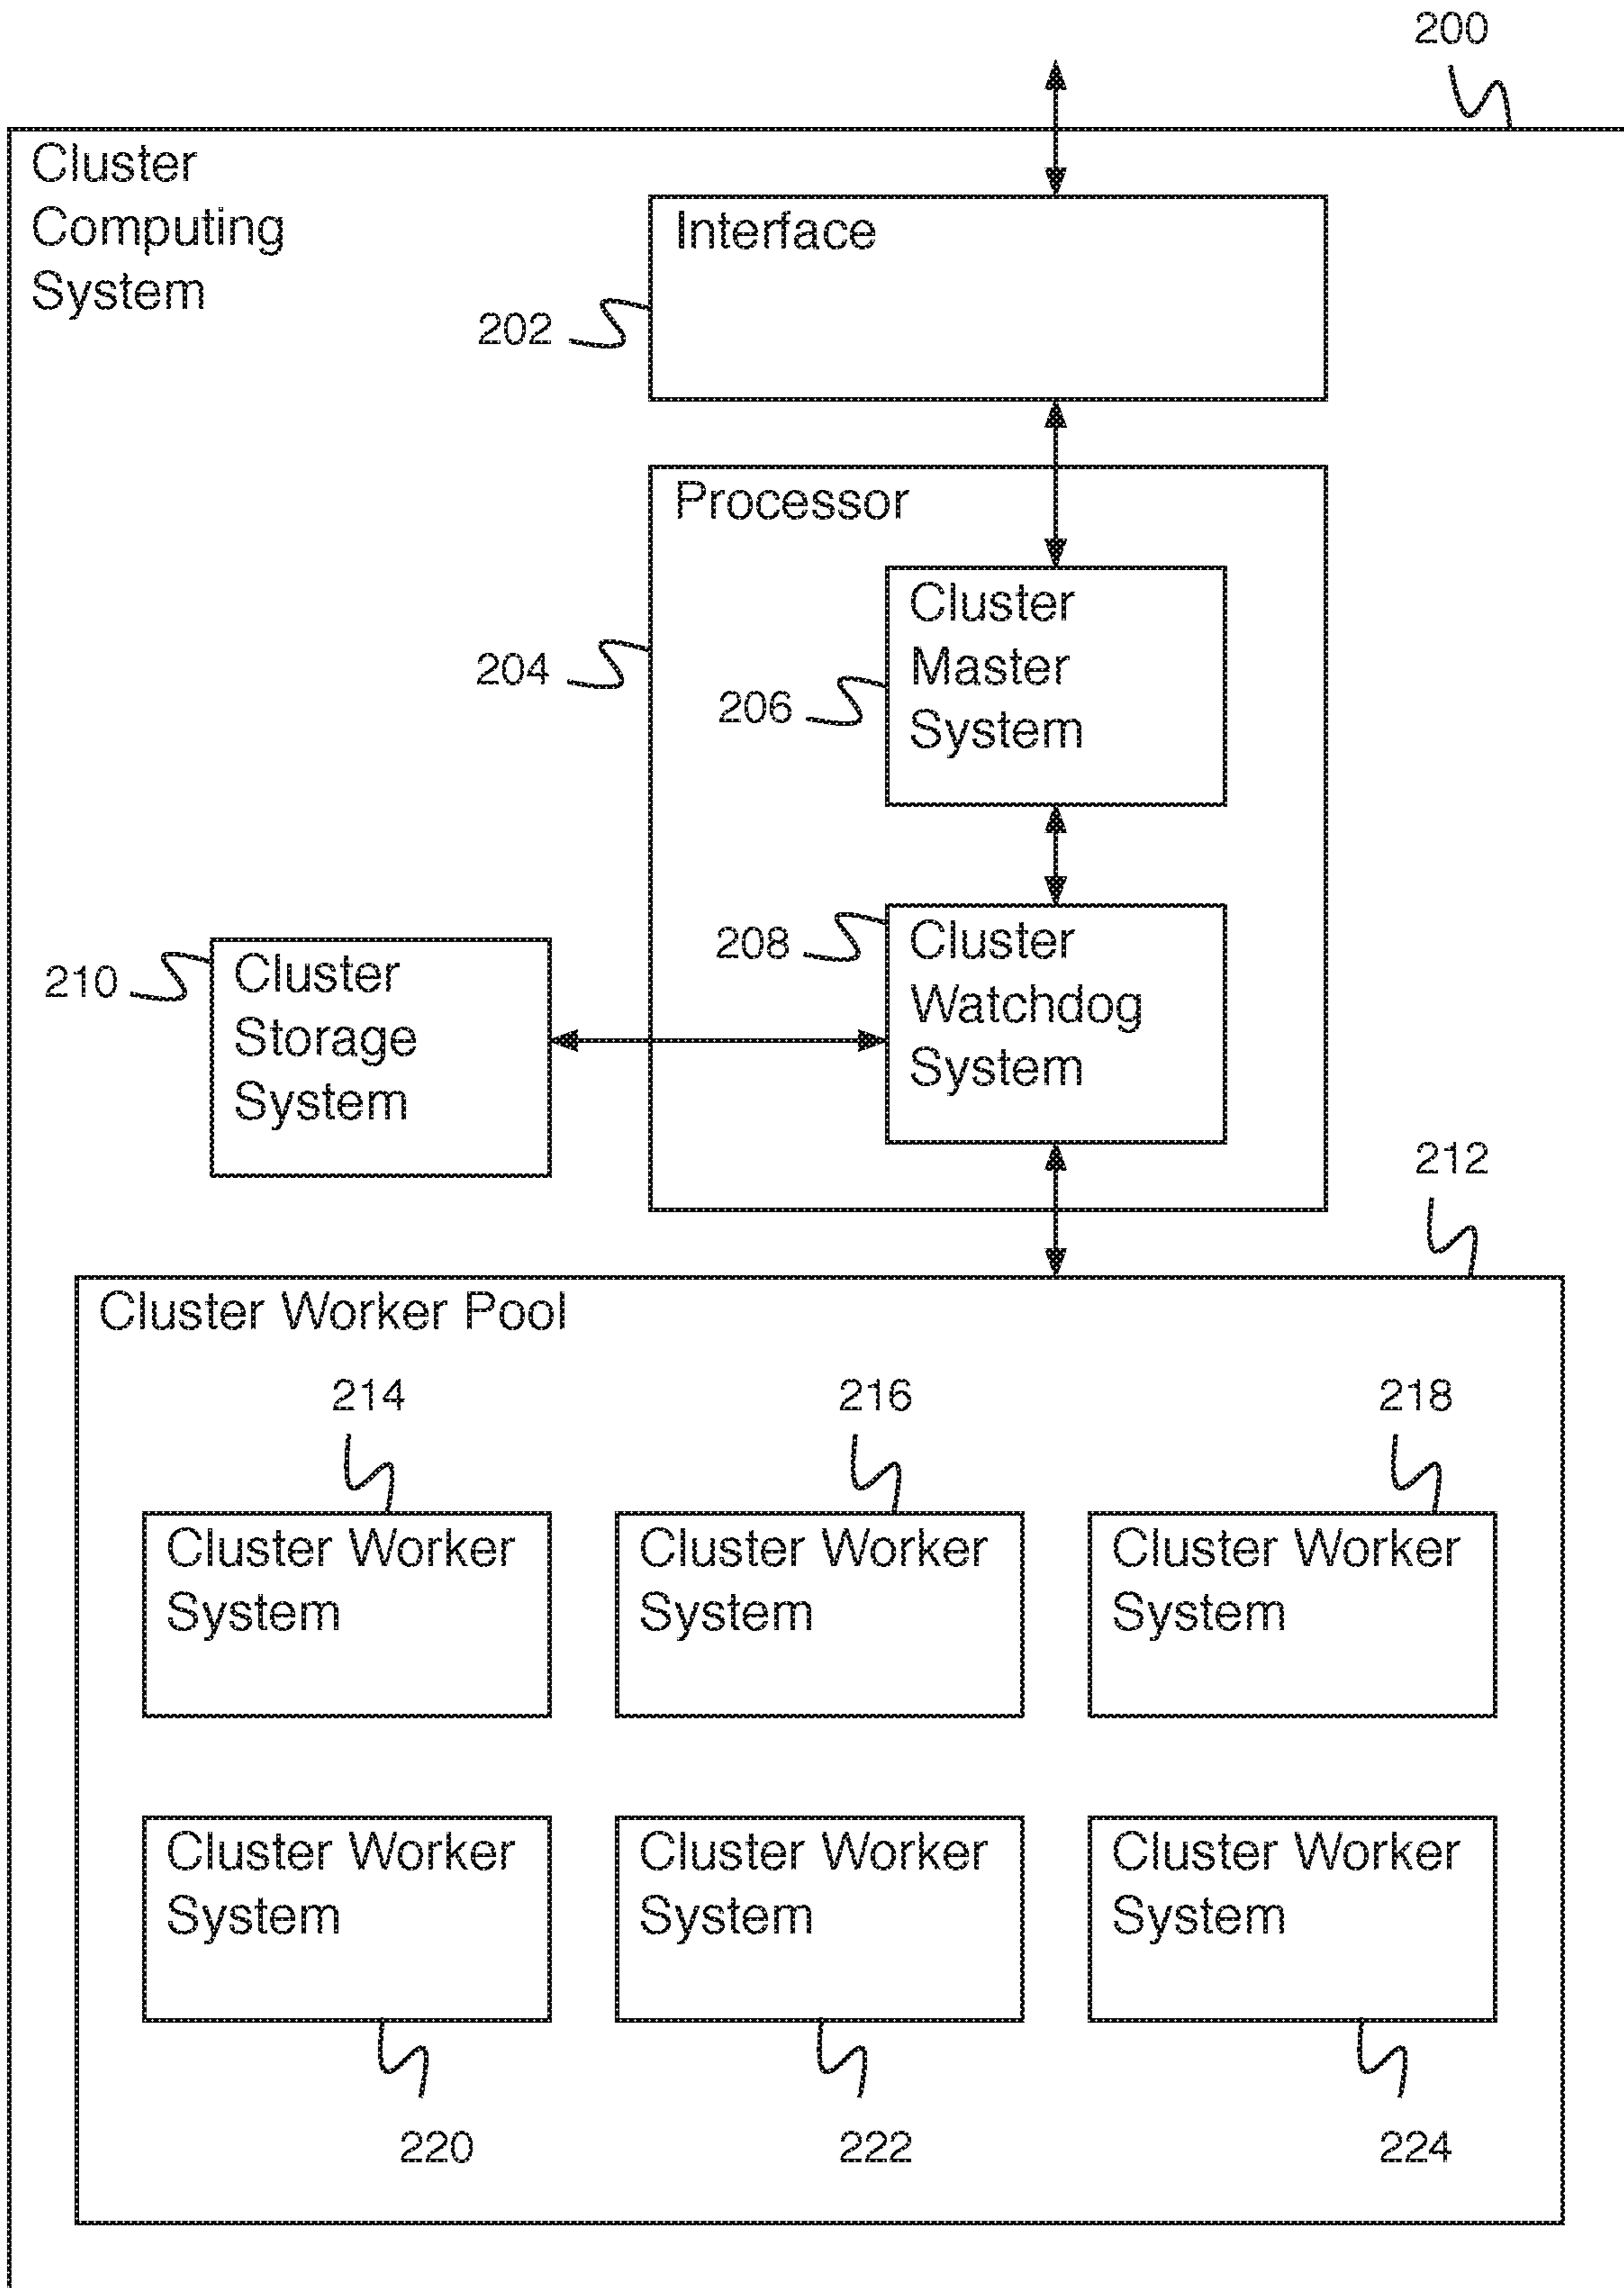 200
Cluster
Computing
System
Interface
202
Processor
204
Cluster
Master
System
206
208
Cluster
Watchdog
System
210
Cluster
Storage
System
212
Cluster Worker Pool
214
216
218
Cluster Worker
System
Cluster Worker
System
Cluster Worker
System
Cluster Worker
System
Cluster Worker
System
Cluster Worker
System
220
222
224